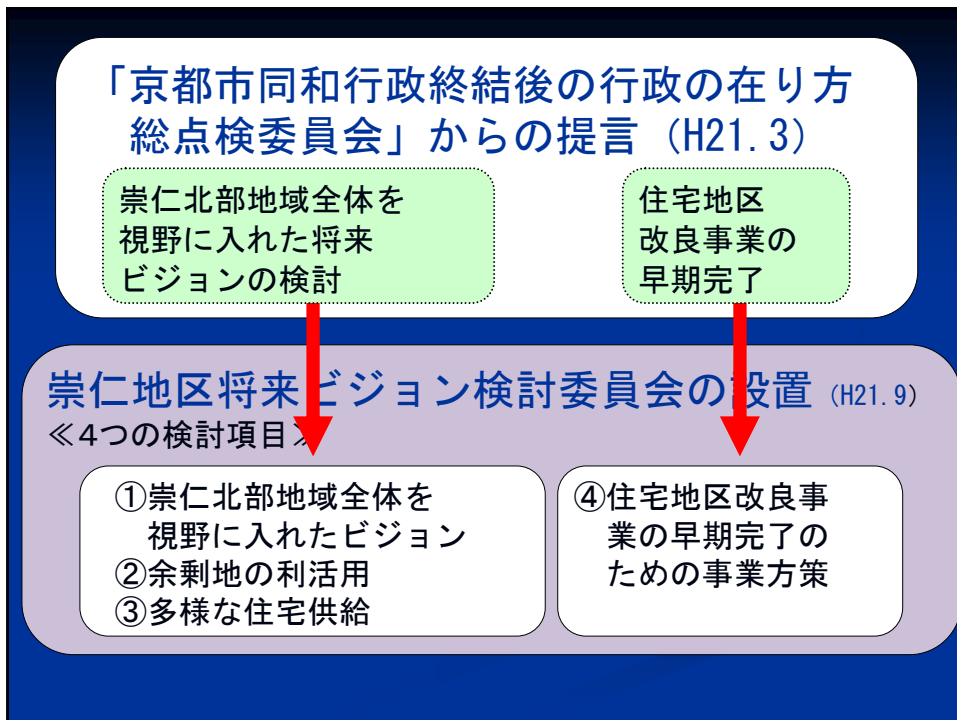 「京都市同和行政終結後の行政の在り方
総点検委員会」からの提言（H21.3）
崇仁北部地域全体を
視野に入れた将来
ビジョンの検討
住宅地区
改良事業の
早期完了
崇仁地区将来ビジョン検討委員会の設置（H21.9）
≪４つの検討項目≫
①崇仁北部地域全体を
視野に入れたビジョン
②余剰地の利活用
③多様な住宅供給
④住宅地区改良事
業の早期完了の
ための事業方策